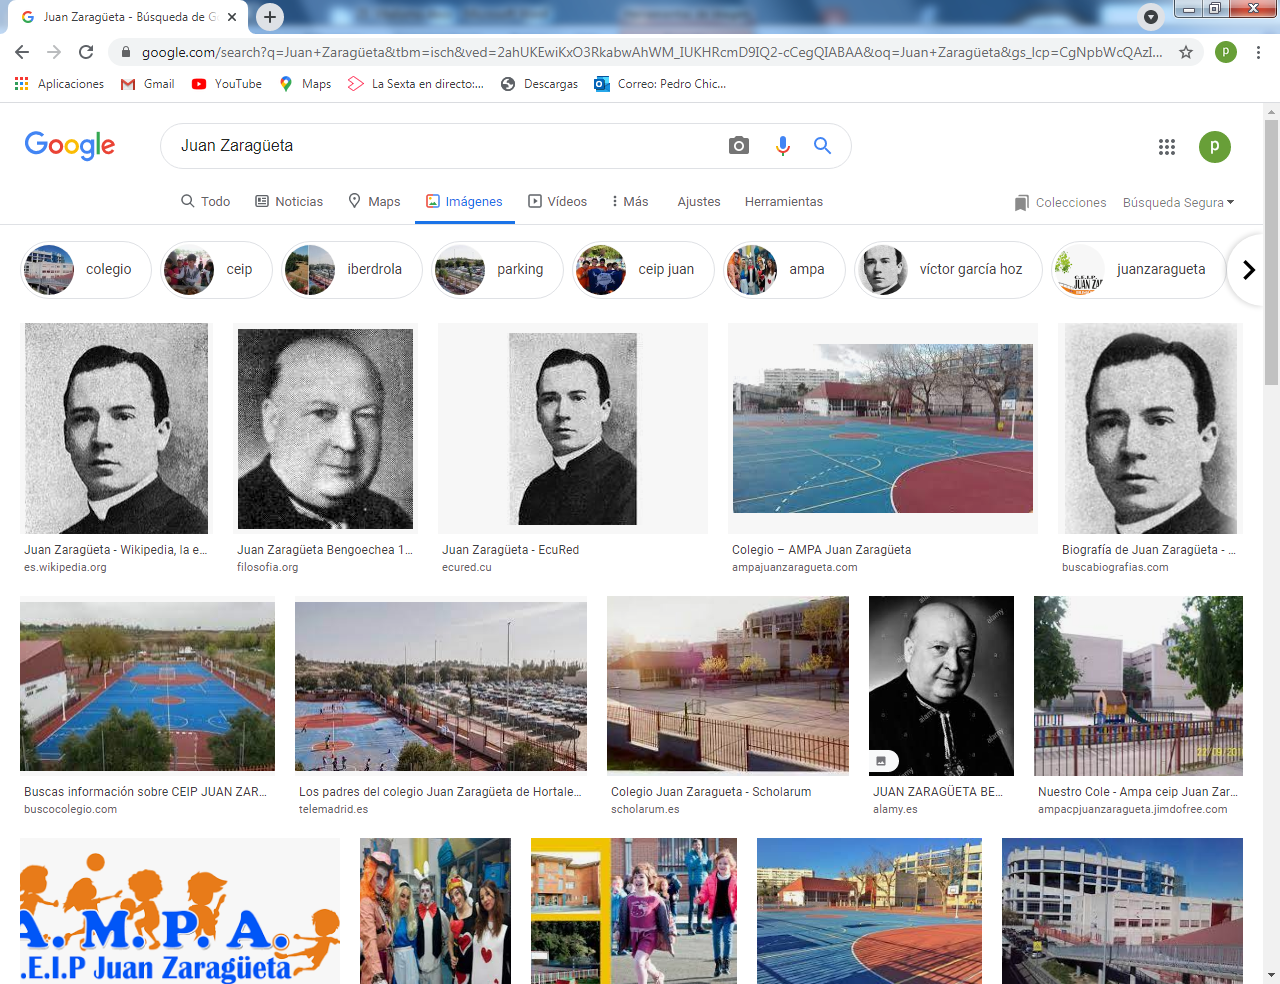 Juan Zaragüeta - Búsqueda de G
google.com/search?q=Juan+Zaragüeta&tbm=isch&ved=2ahUKEwiKxO3RkabwAhWM_IUKHRcmD9IQ2-cCegQIABAA&oq=Juan+Zaragüeta&gs_lcp=CgNpbWcQAzI...
p
Aplicaciones Gmail YouTube Maps La Sexta en directo:... Descargas Correo: Pedro Chic...
Google
Juan Zaragüeta
p
Todo Noticias Maps Imágenes Vídeos Más Ajustes Herramientas Colecciones Búsqueda Segura
colegio ceip iberdrola parking ceip juan ampa víctor garcía hoz juanzaragueta
C.E.I.P.
JUAN ZAR
Juan Zaragüeta - Wikipedia, la e...
es.wikipedia.org
Juan Zaragüeta Bengoechea 1...
filosofia.org
Juan Zaragüeta - EcuRed
ecured.cu
Colegio – AMPA Juan Zaragüeta
ampajuanzaragueta.com
Biografía de Juan Zaragüeta - ...
buscabiografias.com
alamy
alamy
alamy
Buscas información sobre CEIP JUAN ZAR...
buscocolegio.com
Los padres del colegio Juan Zaragüeta de Hortale...
telemadrid.es
Colegio Juan Zaragueta - Scholarum
scholarum.es
JUAN ZARAGÜETA BE...
alamy.es
Nuestro Cole - Ampa ceip Juan Zar...
ampacpjuanzaragueta.jimdofree.com
A. M. P. A.
.E.I.P Juan Zaragüeta